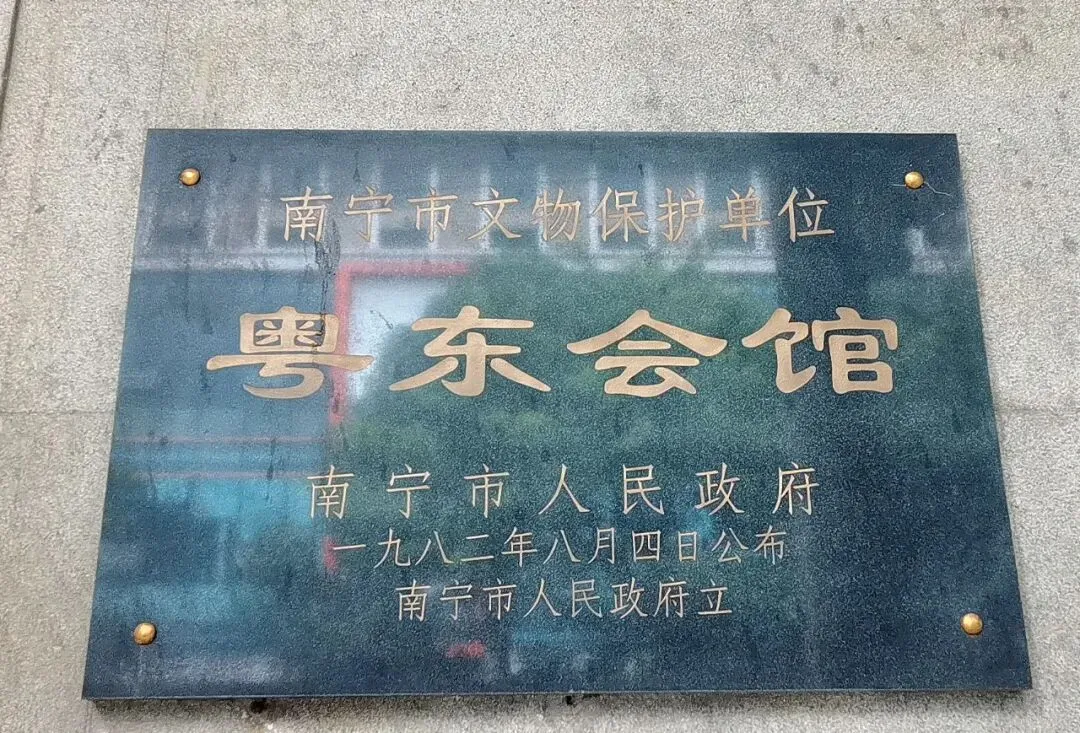 南宁市文物保护单位
粤东会馆
南宁市人民政府
一九八二年八月四日公布
南宁市人民政府立